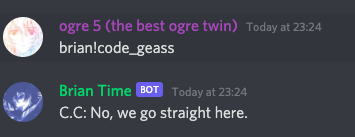 ogre 5 (the best ogre twin) Today at 23:24
brian!code_geass
Brian Time BOT Today at 23:24
C.C: No, we go straight here.